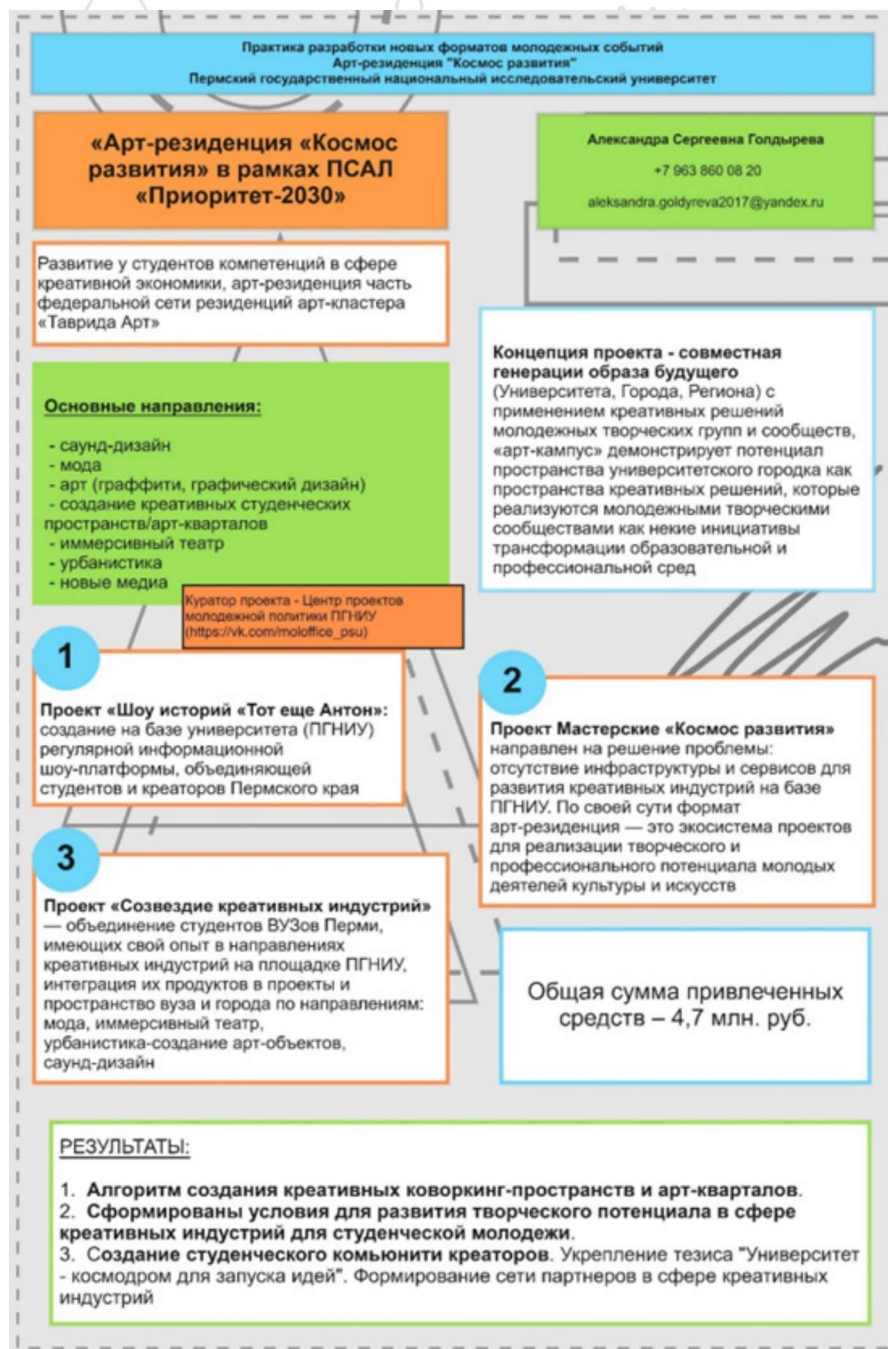 Практика разработки новых форматов молодежных событий
Арт-резиденция "Космос развития"
Пермский государственный национальный исследовательский университет
«Арт-резиденция «Космос
развития» в рамках ПСАЛ
«Приоритет-2030»
Александра Сергеевна Голдырева
+7 963 860 08 20
aleksandra.goldyreva2017@yandex.ru
Развитие у студентов компетенций в сфере
креативной экономики, арт-резиденция часть
федеральной сети резиденций арт-кластера
«Таврида Арт»
Основные направления:
- саунд-дизайн
- мода
- арт (граффити, графический дизайн)
- создание креативных студенческих
пространств/арт-кварталов
- иммерсивный театр
- урбанистика
- новые медиа
Куратор проекта - Центр проектов
молодежной политики ПГНИУ
(https://vk.com/moloffice_psu)
Концепция проекта - совместная
генерации образа будущего
(Университета, Города, Региона) с
применением креативных решений
молодежных творческих групп и сообществ,
«арт-кампус» демонстрирует потенциал
пространства университетского городка как
пространства креативных решений, которые
реализуются молодежными творческими
сообществами как некие инициативы
трансформации образовательной и
профессиональной сред
1
Проект «Шоу историй «Тот еще Антон»:
создание на базе университета (ПГНИУ)
регулярной информационной
шоу-платформы, объединяющей
студентов и креаторов Пермского края
2
Проект Мастерские «Космос развития»
направлен на решение проблемы:
отсутствие инфраструктуры и сервисов для
развития креативных индустрий на базе
ПГНИУ. По своей сути формат
арт-резиденция — это экосистема проектов
для реализации творческого и
профессионального потенциала молодых
деятелей культуры и искусств
3
Проект «Созвездие креативных индустрий»
— объединение студентов ВУЗов Перми,
имеющих свой опыт в направлениях
креативных индустрий на площадке ПГНИУ,
интеграция их продуктов в проекты и
пространство вуза и города по направлениям:
мода, иммерсивный театр,
урбанистика-создание арт-объектов,
саунд-дизайн
Общая сумма привлеченных
средств – 4,7 млн. руб.
РЕЗУЛЬТАТЫ:
1. Алгоритм создания креативных коворкинг-пространств и арт-кварталов.
2. Сформированы условия для развития творческого потенциала в сфере
креативных индустрий для студенческой молодежи.
3. Создание студенческого комьюнити креаторов. Укрепление тезиса "Университет
- космодром для запуска идей". Формирование сети партнеров в сфере креативных
индустрий